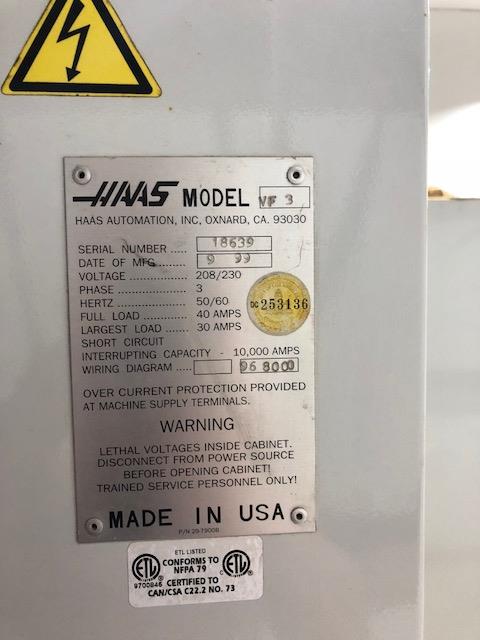 HAAS MODEL VF 3
HAAS AUTOMATION, INC, OXNARD, CA. 93030
SERIAL NUMBER ..... 18639
DATE OF MFG ......... 9 99
VOLTAGE ................ 208/230
PHASE .................... 3
HERTZ .................... 50/60
FULL LOAD ............ 40 AMPS
LARGEST LOAD ..... 30 AMPS
SHORT CIRCUIT
INTERRUPTING CAPACITY - 10,000 AMPS
WIRING DIAGRAM ..... 96 8000
DC 253136
OVER CURRENT PROTECTION PROVIDED
AT MACHINE SUPPLY TERMINALS.
WARNING
LETHAL VOLTAGES INSIDE CABINET.
DISCONNECT FROM POWER SOURCE
BEFORE OPENING CABINET!
TRAINED SERVICE PERSONNEL ONLY!
MADE IN USA
P/N 29-7900B
ETL LISTED
CONFORMS TO
NFPA 79
ETL
C ETL
9700845
CERTIFIED TO
CAN/CSA C22.2 NO. 73